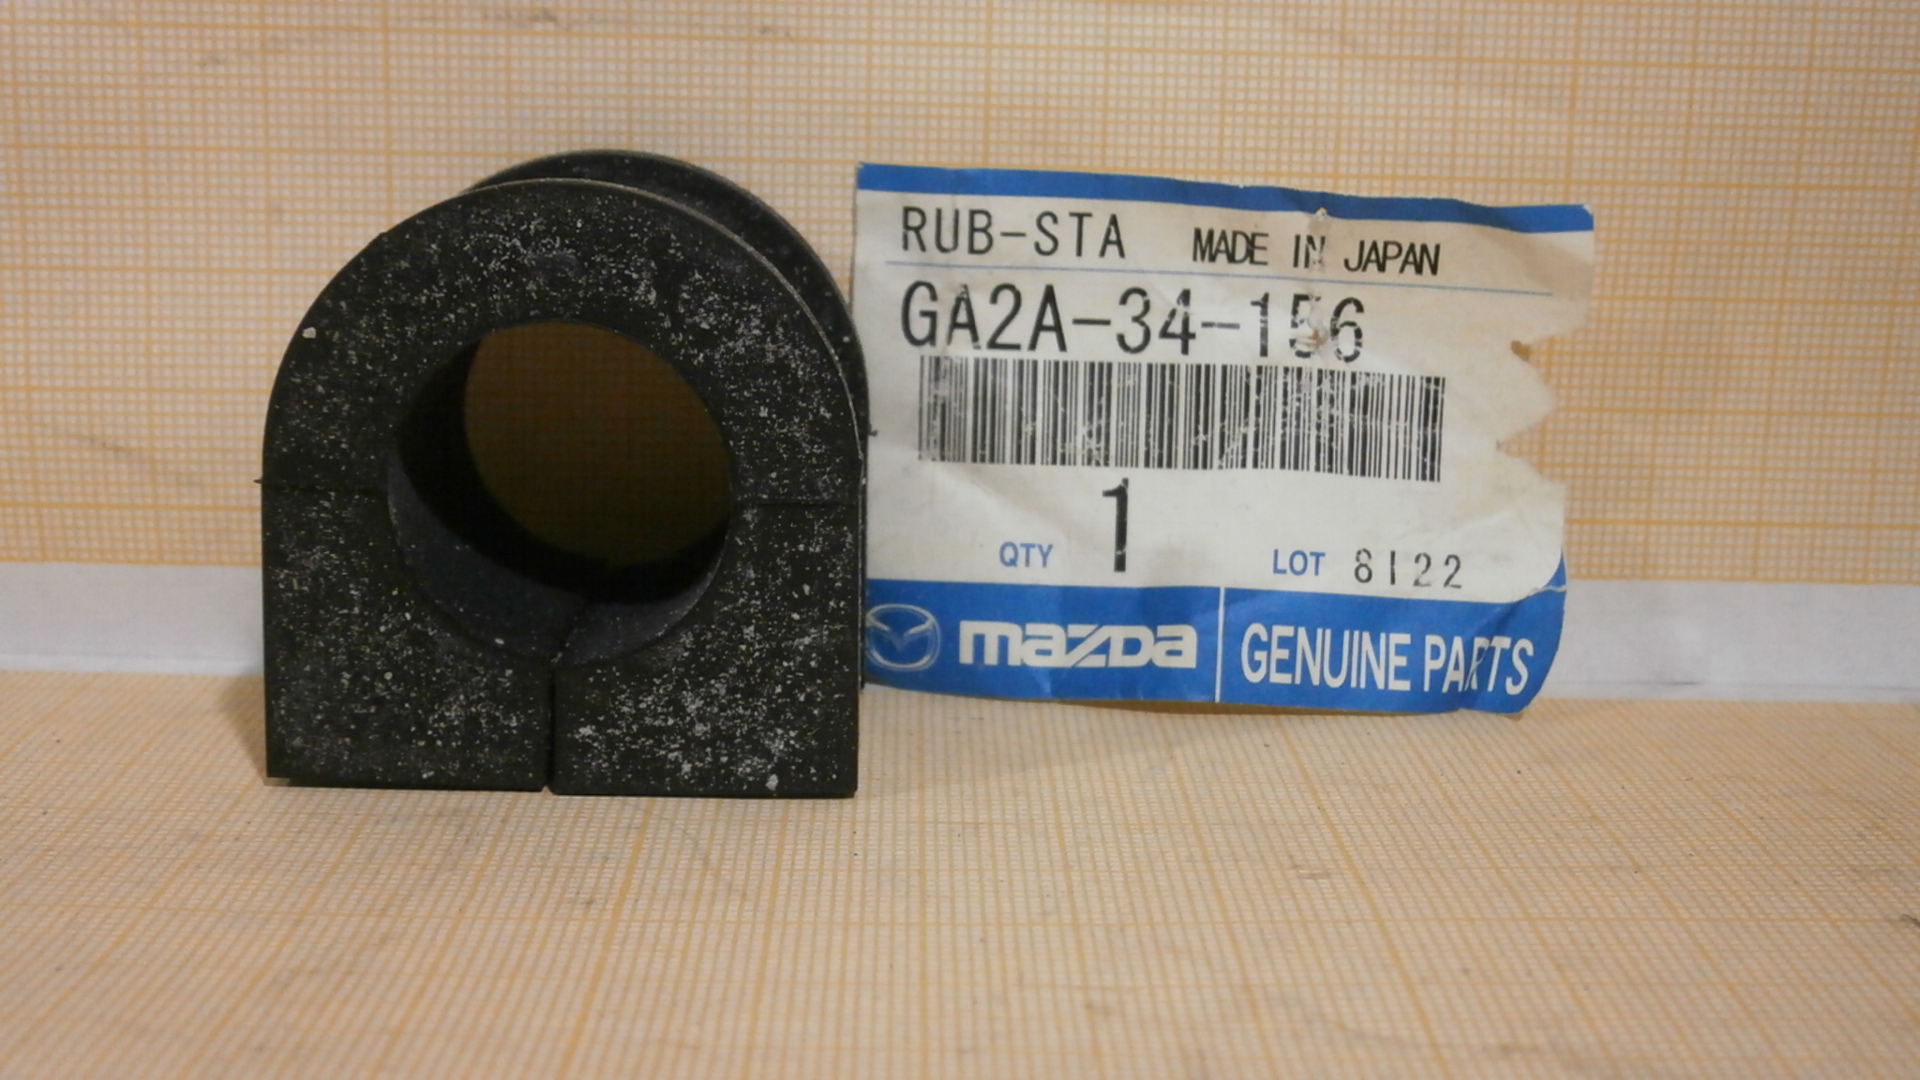 RUB-STA MADE IN JAPAN
GA2A-34-156
1
QTY LOT 8122
mazda GENUINE PARTS